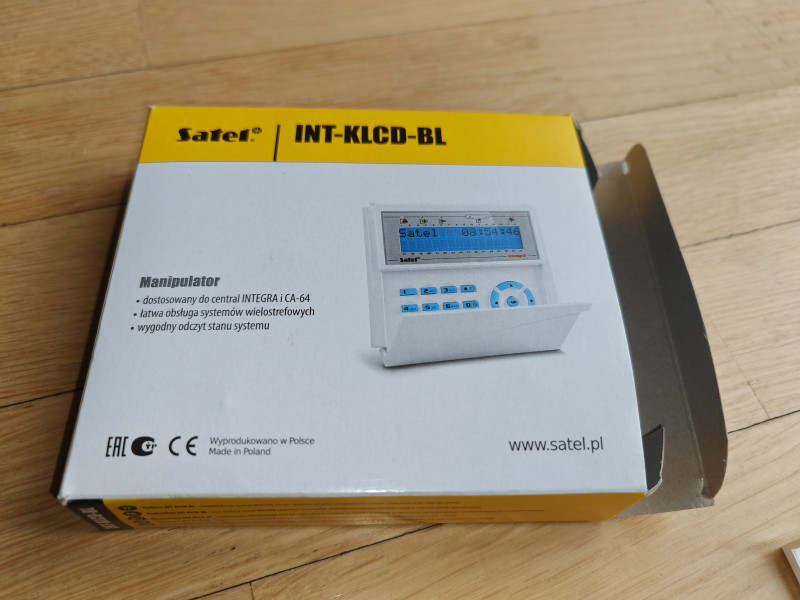 Satel®
INT-KLCD-BL
Satel 08:54:46
Satel
Manipulator
• dostosowany do central INTEGRA i CA-64
• łatwa obsługa systemów wielostrefowych
• wygodny odczyt stanu systemu
EAC
CE
Wyprodukowano w Polsce
Made in Poland
www.satel.pl